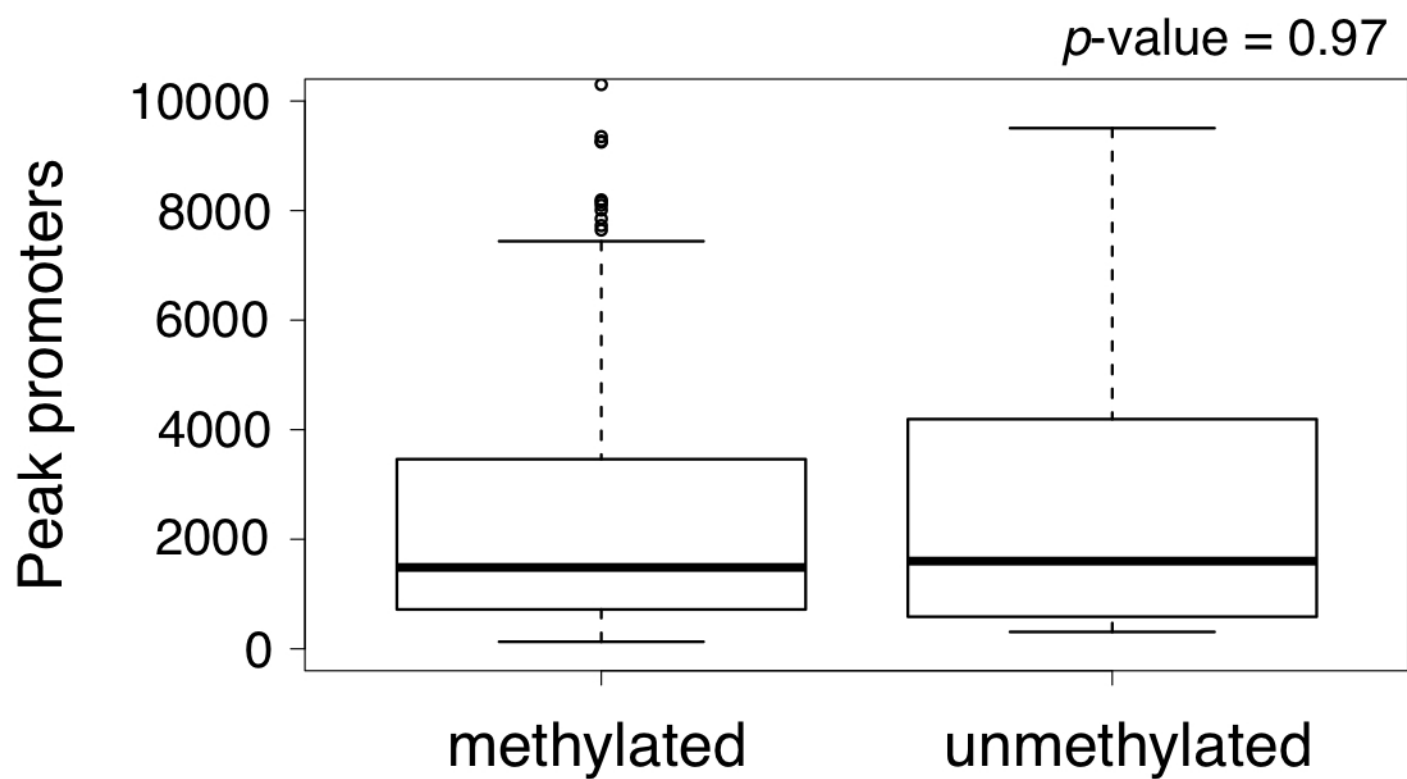 p-value = 0.97
Peak promoters
10000
8000
6000
4000
2000
0
methylated
unmethylated